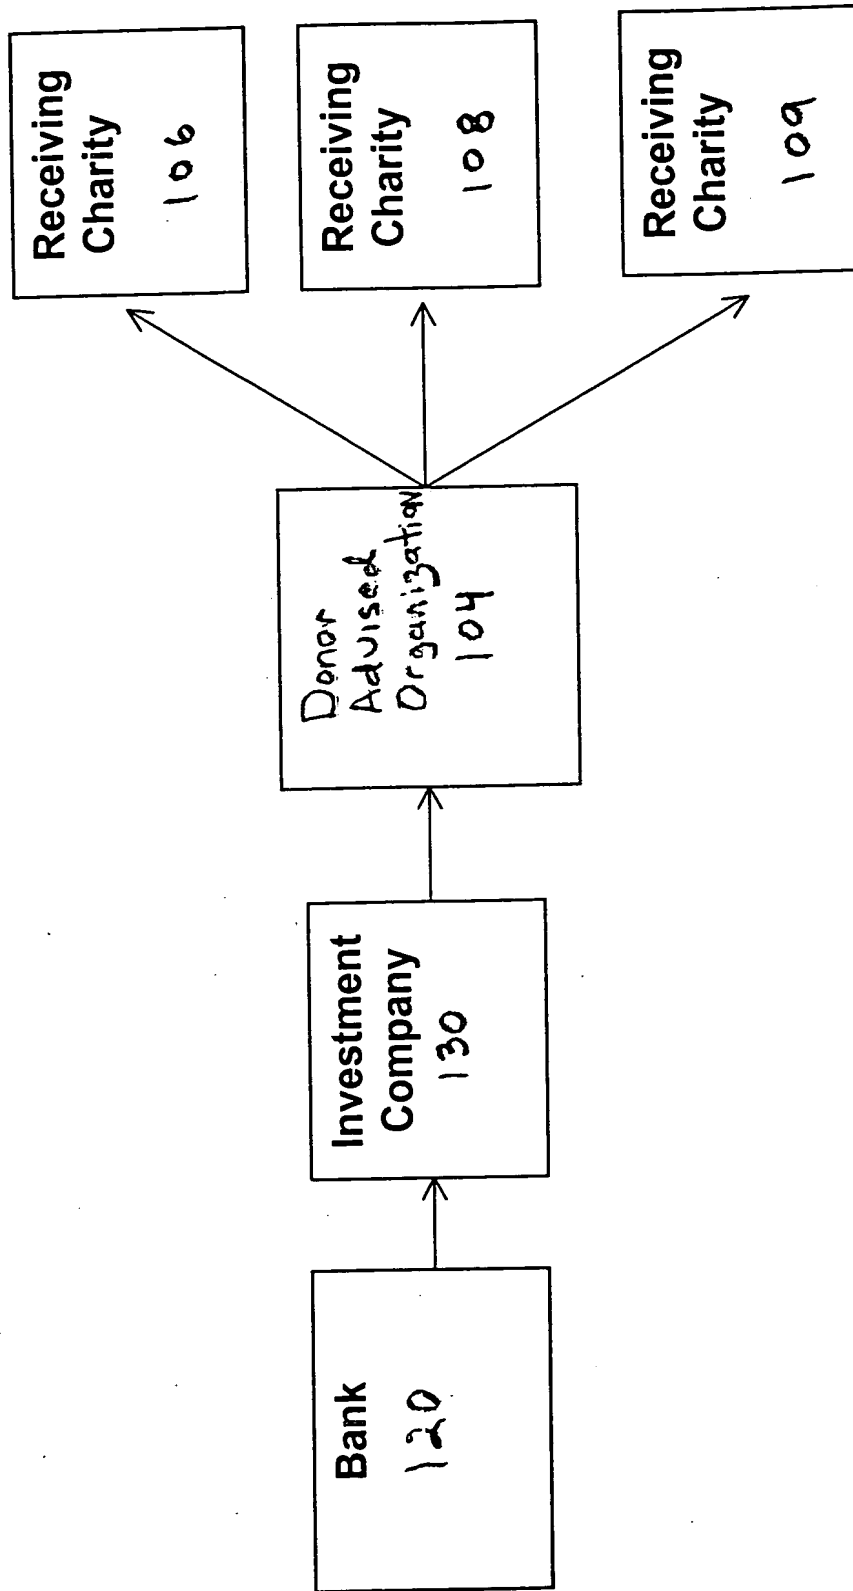 Bank
120
Investment
Company
130
Donor
Advised
Organization
104
Receiving
Charity
106
Receiving
Charity
108
Receiving
Charity
109